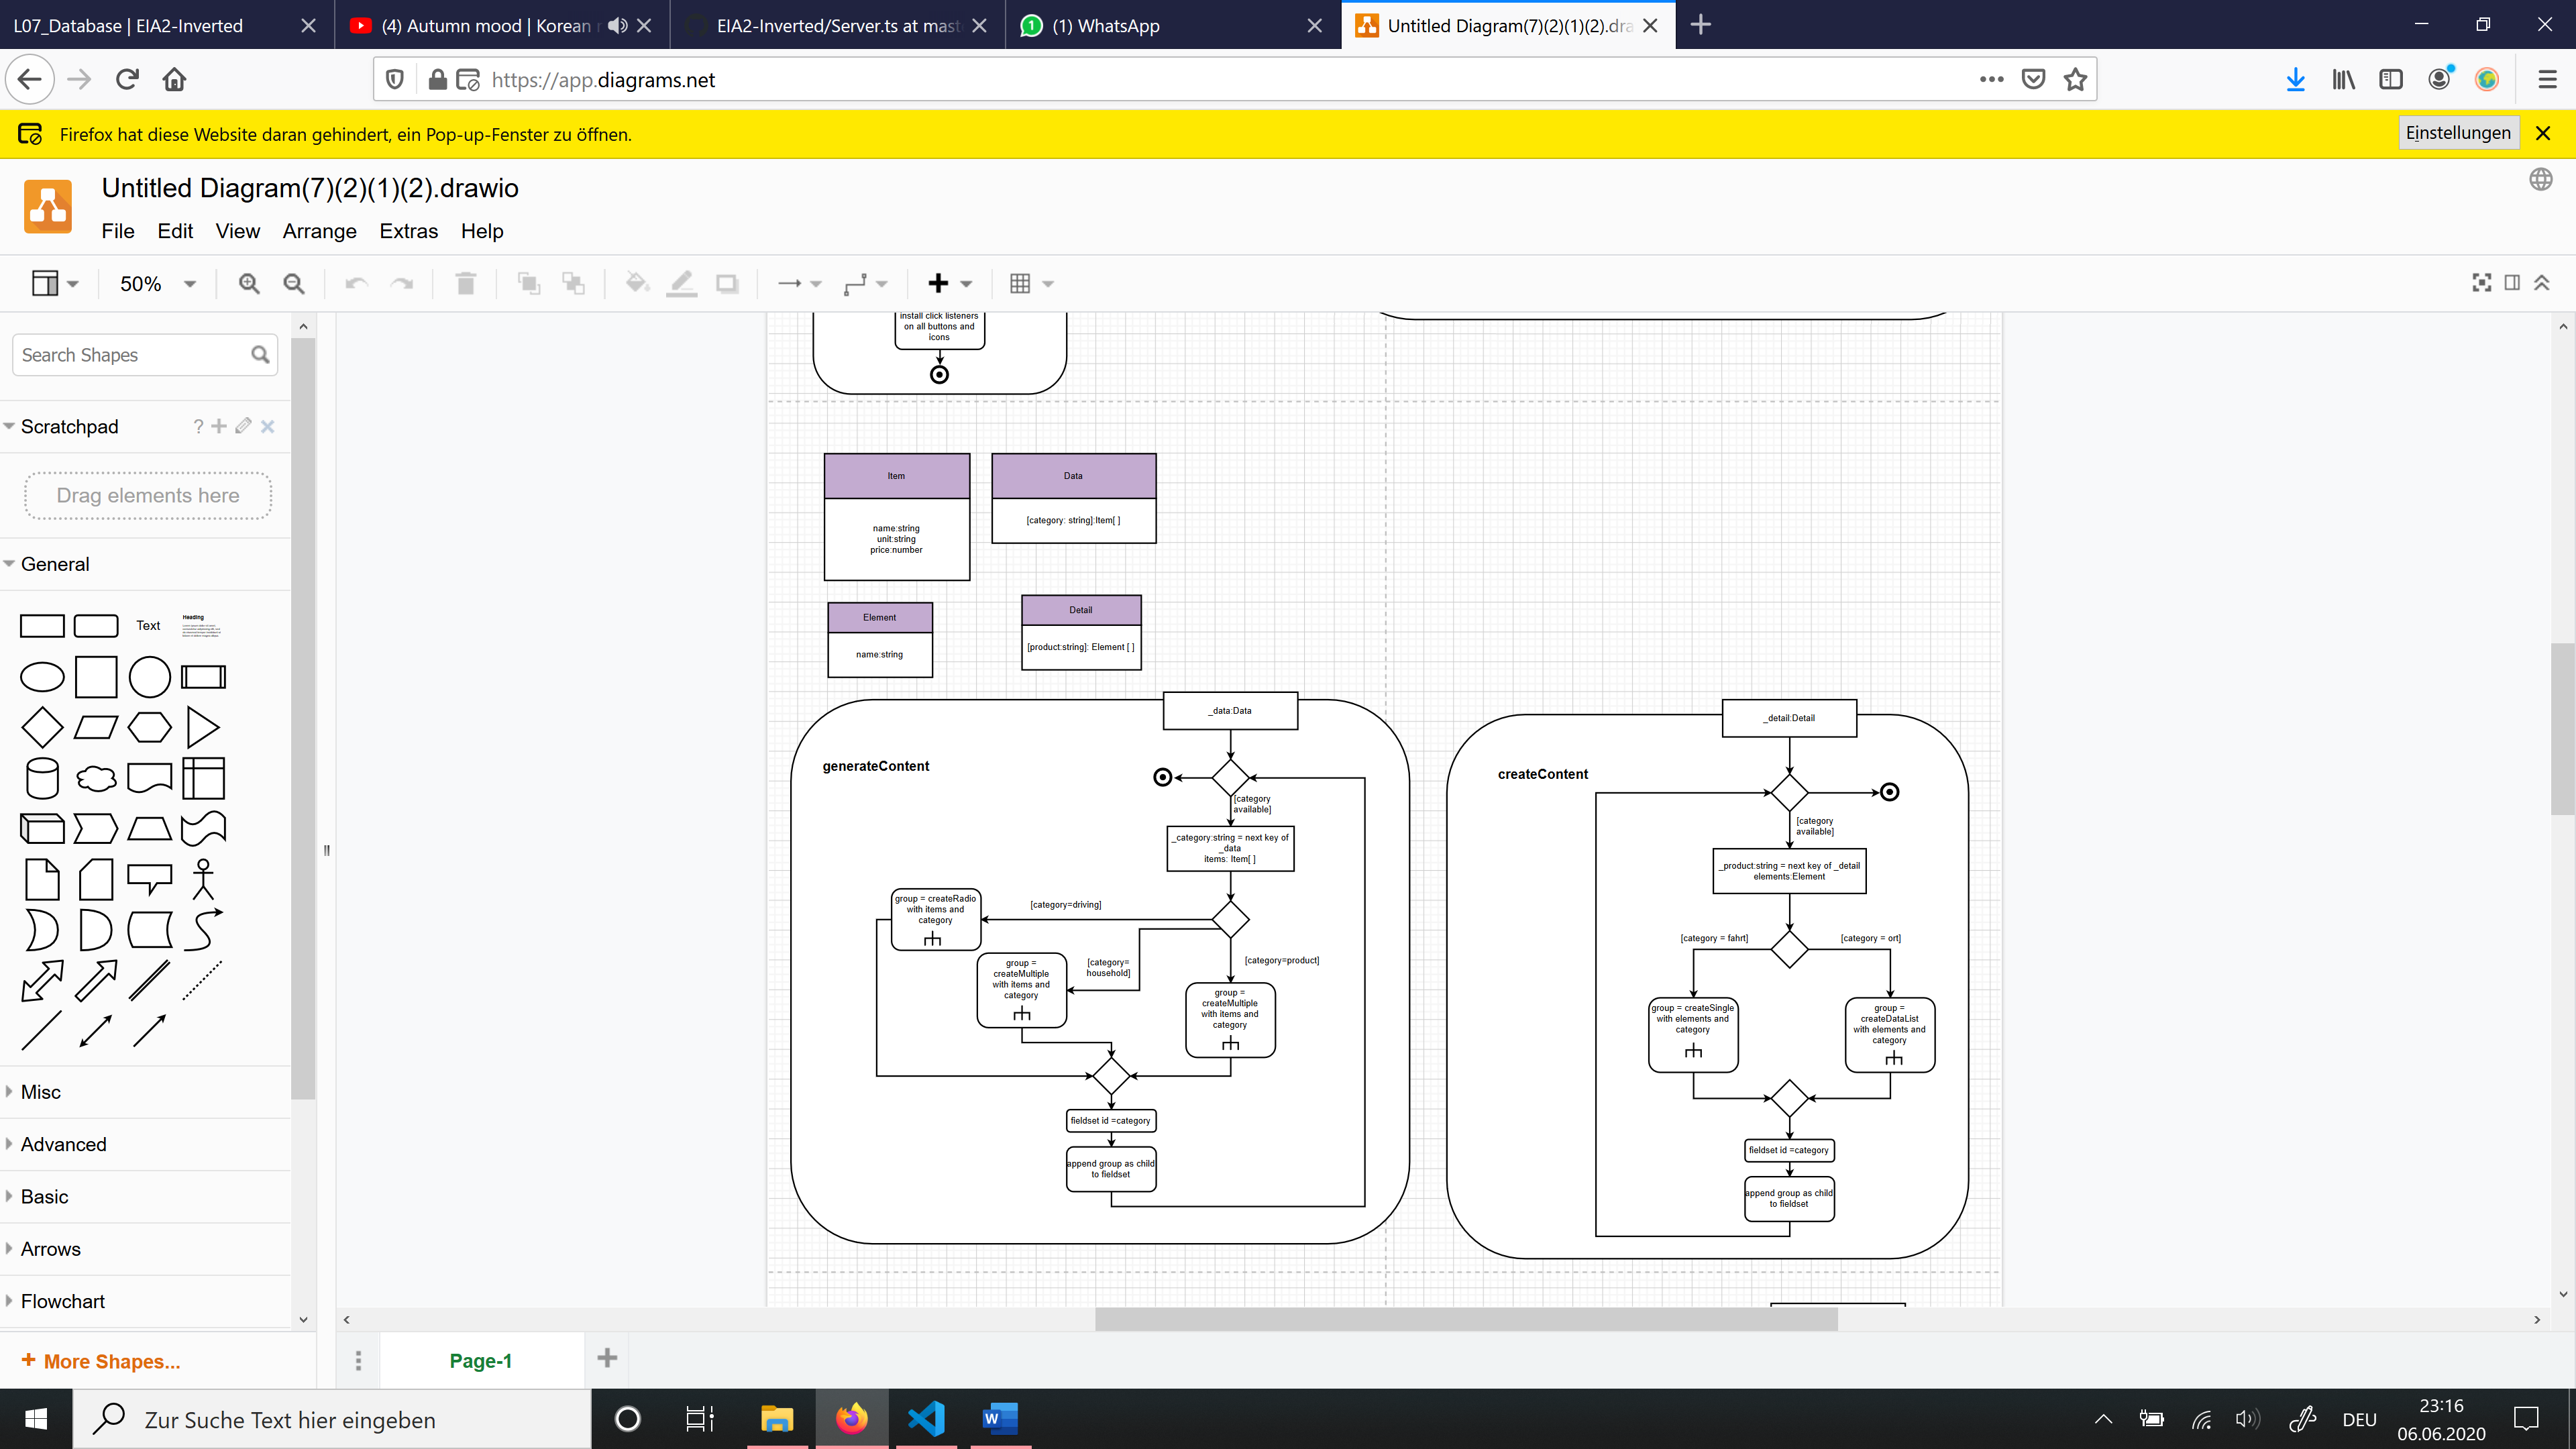 L07_Database | EIA2-Inverted
(4) Autumn mood | Korean
EIA2-Inverted/Server.ts at mast
(1) WhatsApp
Untitled Diagram(7)(2)(1)(2).dra
https://app.diagrams.net
Firefox hat diese Website daran gehindert, ein Pop-up-Fenster zu öffnen.
Einstellungen
Untitled Diagram(7)(2)(1)(2).drawio
File Edit View Arrange Extras Help
50%
Search Shapes
Scratchpad
?
Drag elements here
General
Text
Heading
Misc
Advanced
Basic
Arrows
Flowchart
+ More Shapes...
install click listeners
on all buttons and
icons
Item
name:string
unit:string
price:number
Data
[category: string]:Item[ ]
Element
name:string
Detail
[product:string]: Element [ ]
_data:Data
generateContent
[category
available]
_category:string = next key of
_data
items: Item[ ]
[category=driving]
group = createRadio
with items and
category
[category=
household]
group =
createMultiple
with items and
category
[category=product]
group =
createMultiple
with items and
category
fieldset id =category
append group as child
to fieldset
_detail:Detail
createContent
[category
available]
_product:string = next key of _detail
elements:Element
[category = fahrt]
[category = ort]
group = createSingle
with elements and
category
group =
createDataList
with elements and
category
fieldset id =category
append group as child
to fieldset
Page-1
Zur Suche Text hier eingeben
DEU
23:16
06.06.2020